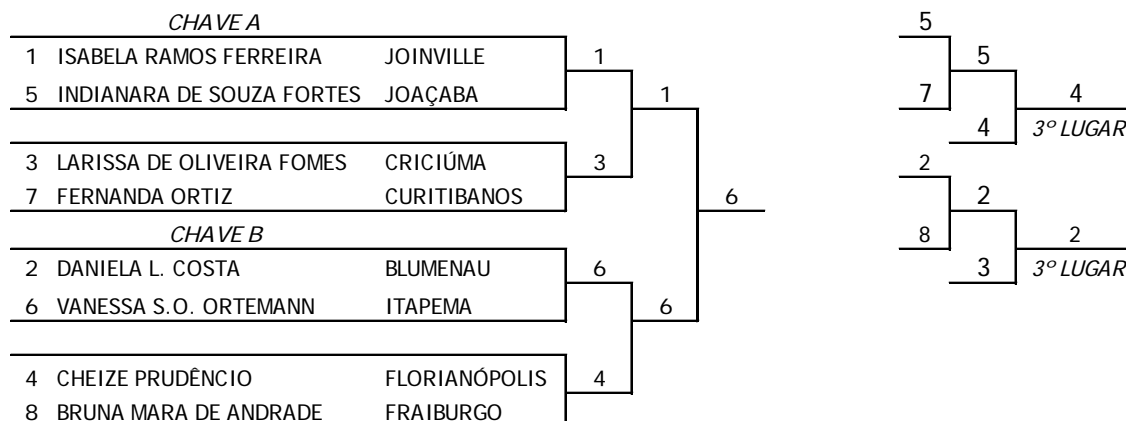 CHAVE A
1 ISABELA RAMOS FERREIRA JOINVILLE
5 INDIANARA DE SOUZA FORTES JOAÇABA
3 LARISSA DE OLIVEIRA FOMES CRICIÚMA
7 FERNANDA ORTIZ CURITIBANOS
CHAVE B
2 DANIELA L. COSTA BLUMENAU
6 VANESSA S.O. ORTEMANN ITAPEMA
4 CHEIZE PRUDÊNCIO FLORIANÓPOLIS
8 BRUNA MARA DE ANDRADE FRAIBURGO
1
3
6
4
1
6
6
5
7
5
4
4
3º LUGAR
2
8
2
3
2
3º LUGAR